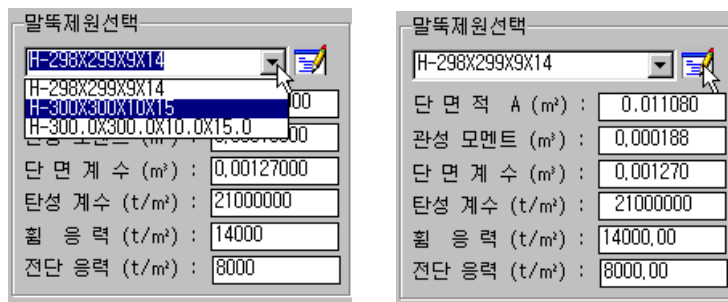 말뚝제원선택
H-298X299X9X14
H-298X299X9X14
H-300X300X10X15
H-300.0X300.0X10.0X15.0
단 면 계 수 (m³) : 0,00127000
탄성 계수 (t/m²) : 21000000
휨 응 력 (t/m²) : 14000
전단 응력 (t/m²) : 8000
말뚝제원선택
H-298X299X9X14
단 면 적 A (m²) : 0.011080
관성 모멘트 (m³) : 0,000188
단 면 계 수 (m³) : 0,001270
탄성 계수 (t/m²) : 21000000
휨 응 력 (t/m²) : 14000,00
전단 응력 (t/m²) : 8000,00